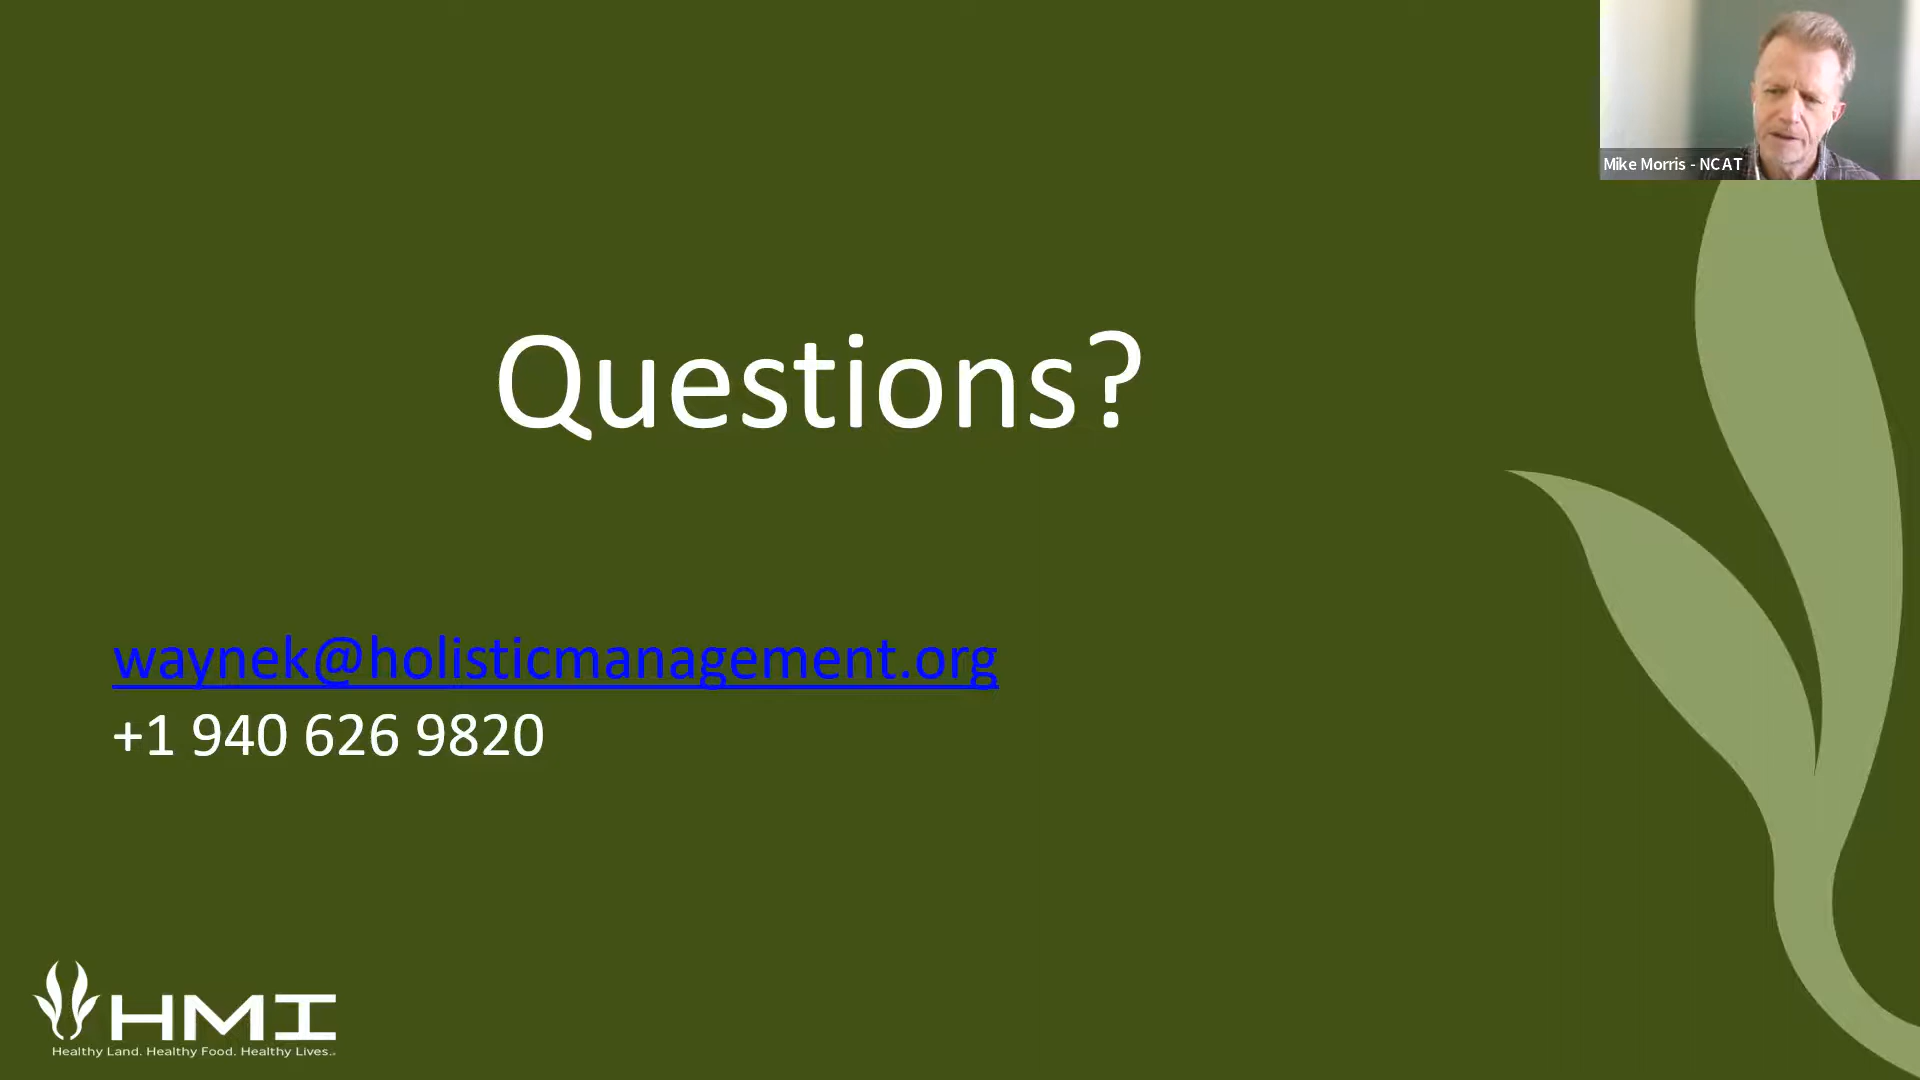 Mike Morris - NCAT
Questions?
waynek@holisticmanagement.org
+1 940 626 9820
HMI
Healthy Land. Healthy Food. Healthy Lives.